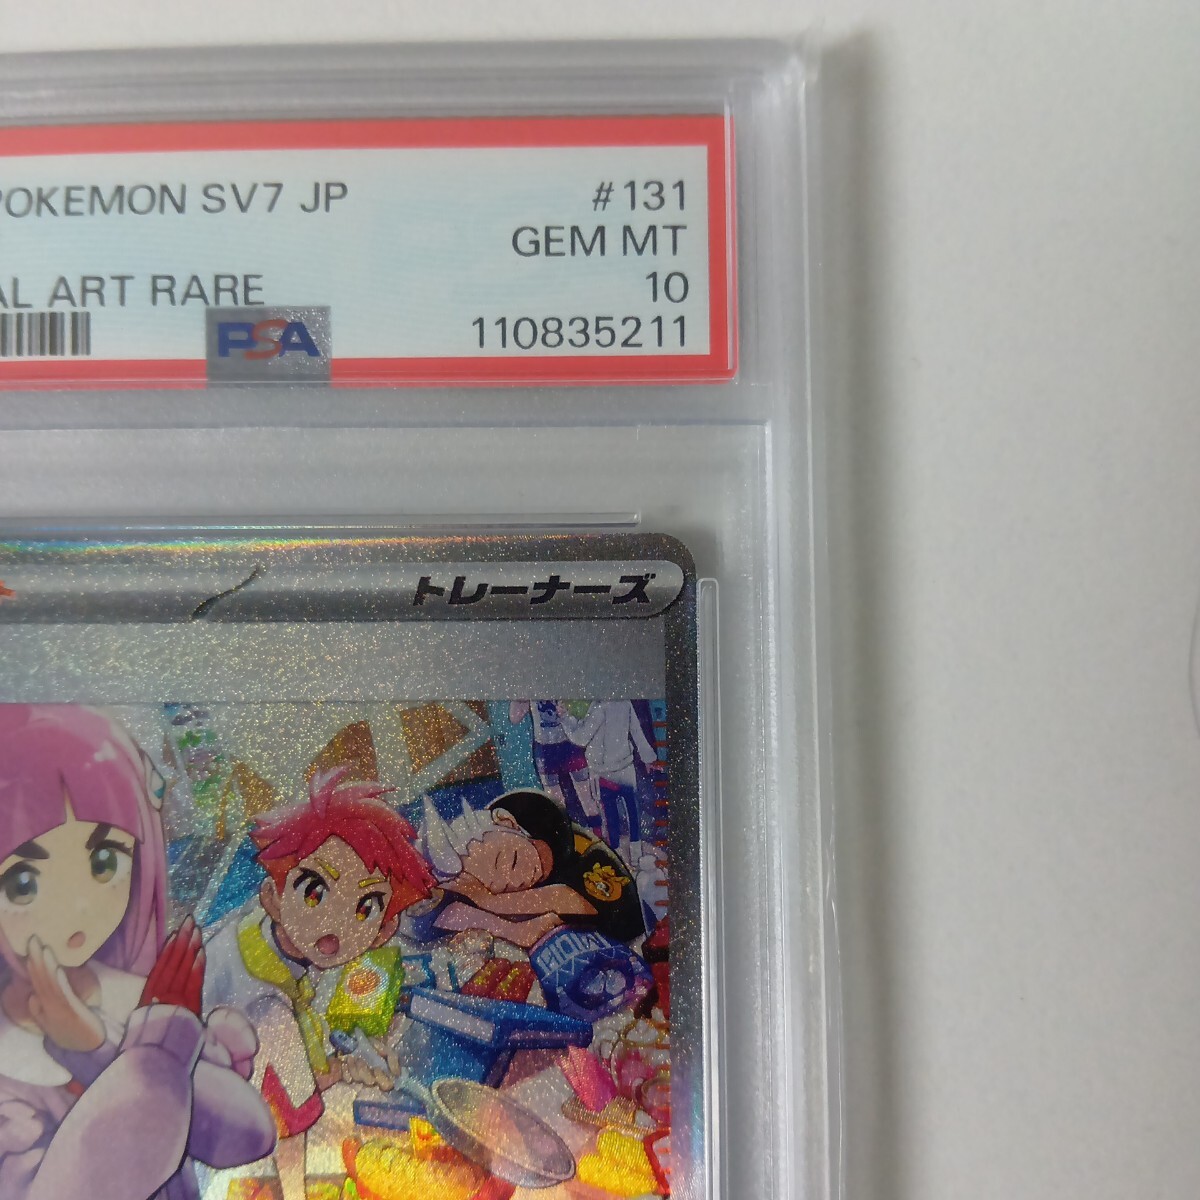 POKEMON SV7 JP
#131
GEM MT
AL ART RARE
10
PSA
110835211
トレーナーズ